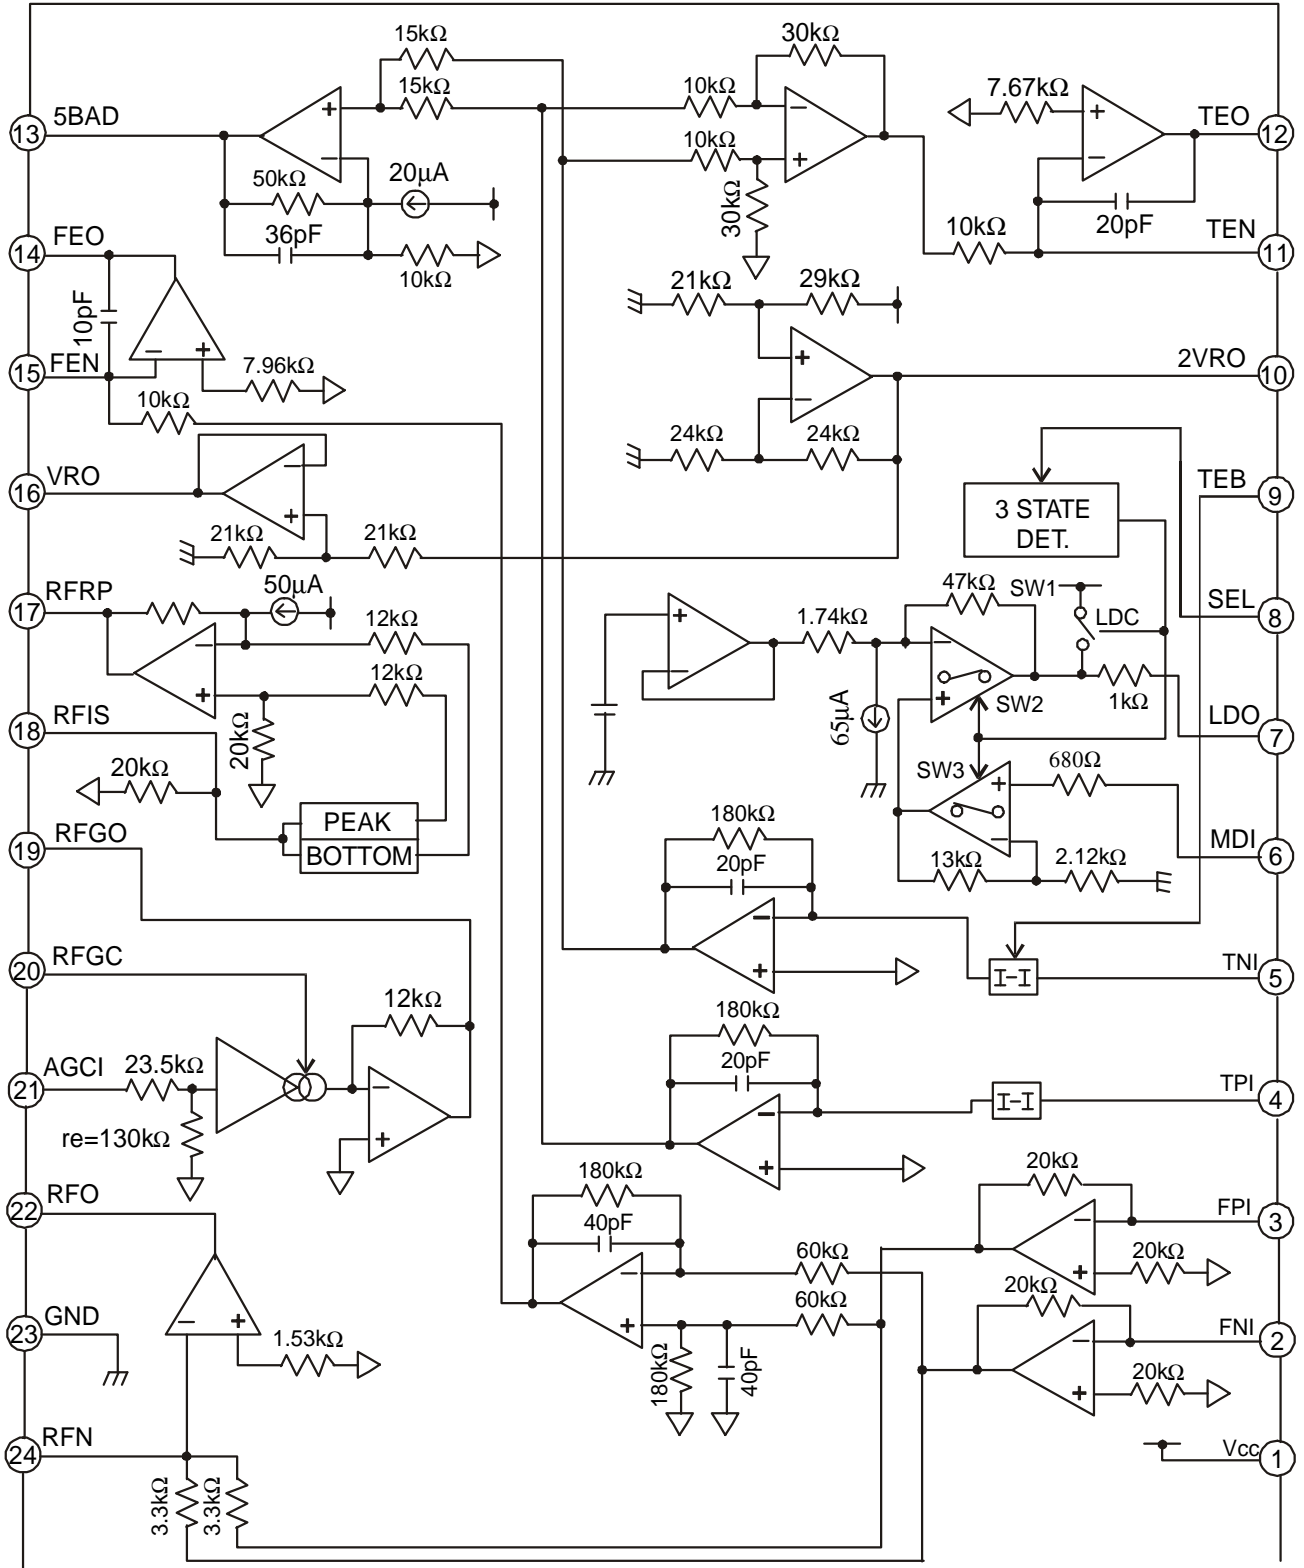 15kΩ
30kΩ
15kΩ
10kΩ
7.67kΩ
13 5BAD
TEO 12
+
−
−
+
+
−
10kΩ
50kΩ
20μA
30kΩ
36pF
20pF
14 FEO
10kΩ
10kΩ
TEN 11
10pF
21kΩ
29kΩ
−
+
+
−
15 FEN
7.96kΩ
2VRO 10
10kΩ
24kΩ
24kΩ
16 VRO
−
+
TEB 9
3 STATE
DET.
21kΩ
21kΩ
17 RFRP
50μA
12kΩ
47kΩ
SW1
LDC
SEL 8
1.74kΩ
−
+
+
−
−
+
12kΩ
65μA
SW2
1kΩ
18 RFIS
20kΩ
LDO 7
20kΩ
SW3
680Ω
+
−
PEAK
BOTTOM
19 RFGO
180kΩ
MDI 6
20pF
13kΩ
2.12kΩ
−
+
20 RFGC
I-I
TNI 5
12kΩ
180kΩ
20pF
21 AGCI
23.5kΩ
re=130kΩ
−
+
−
+
I-I
TPI 4
22 RFO
180kΩ
40pF
20kΩ
FPI 3
−
+
20kΩ
60kΩ
−
+
60kΩ
20kΩ
23 GND
−
+
1.53kΩ
FNI 2
−
+
20kΩ
180kΩ
40pF
24 RFN
Vcc 1
3.3kΩ
3.3kΩ